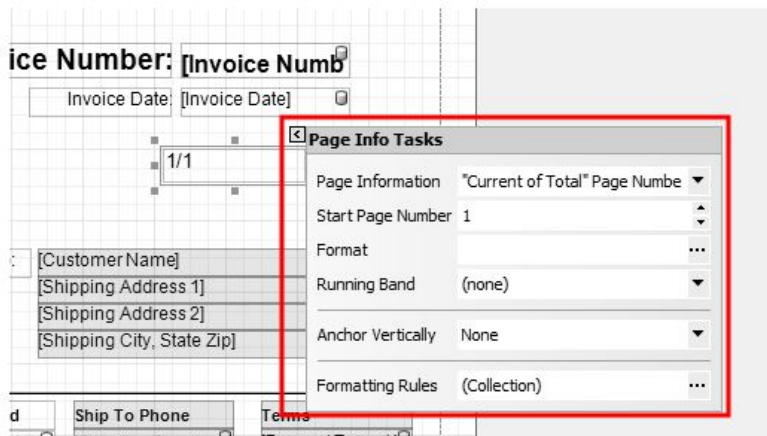 ice Number: [Invoice Numb
Invoice Date: [Invoice Date]
Page Info Tasks
1/1
Page Information "Current of Total" Page Numbe
Start Page Number 1
Format ...
Running Band (none)
Anchor Vertically None
Formatting Rules (Collection) ...
: [Customer Name]
[Shipping Address 1]
[Shipping Address 2]
[Shipping City, State Zip]
d Ship To Phone Terms